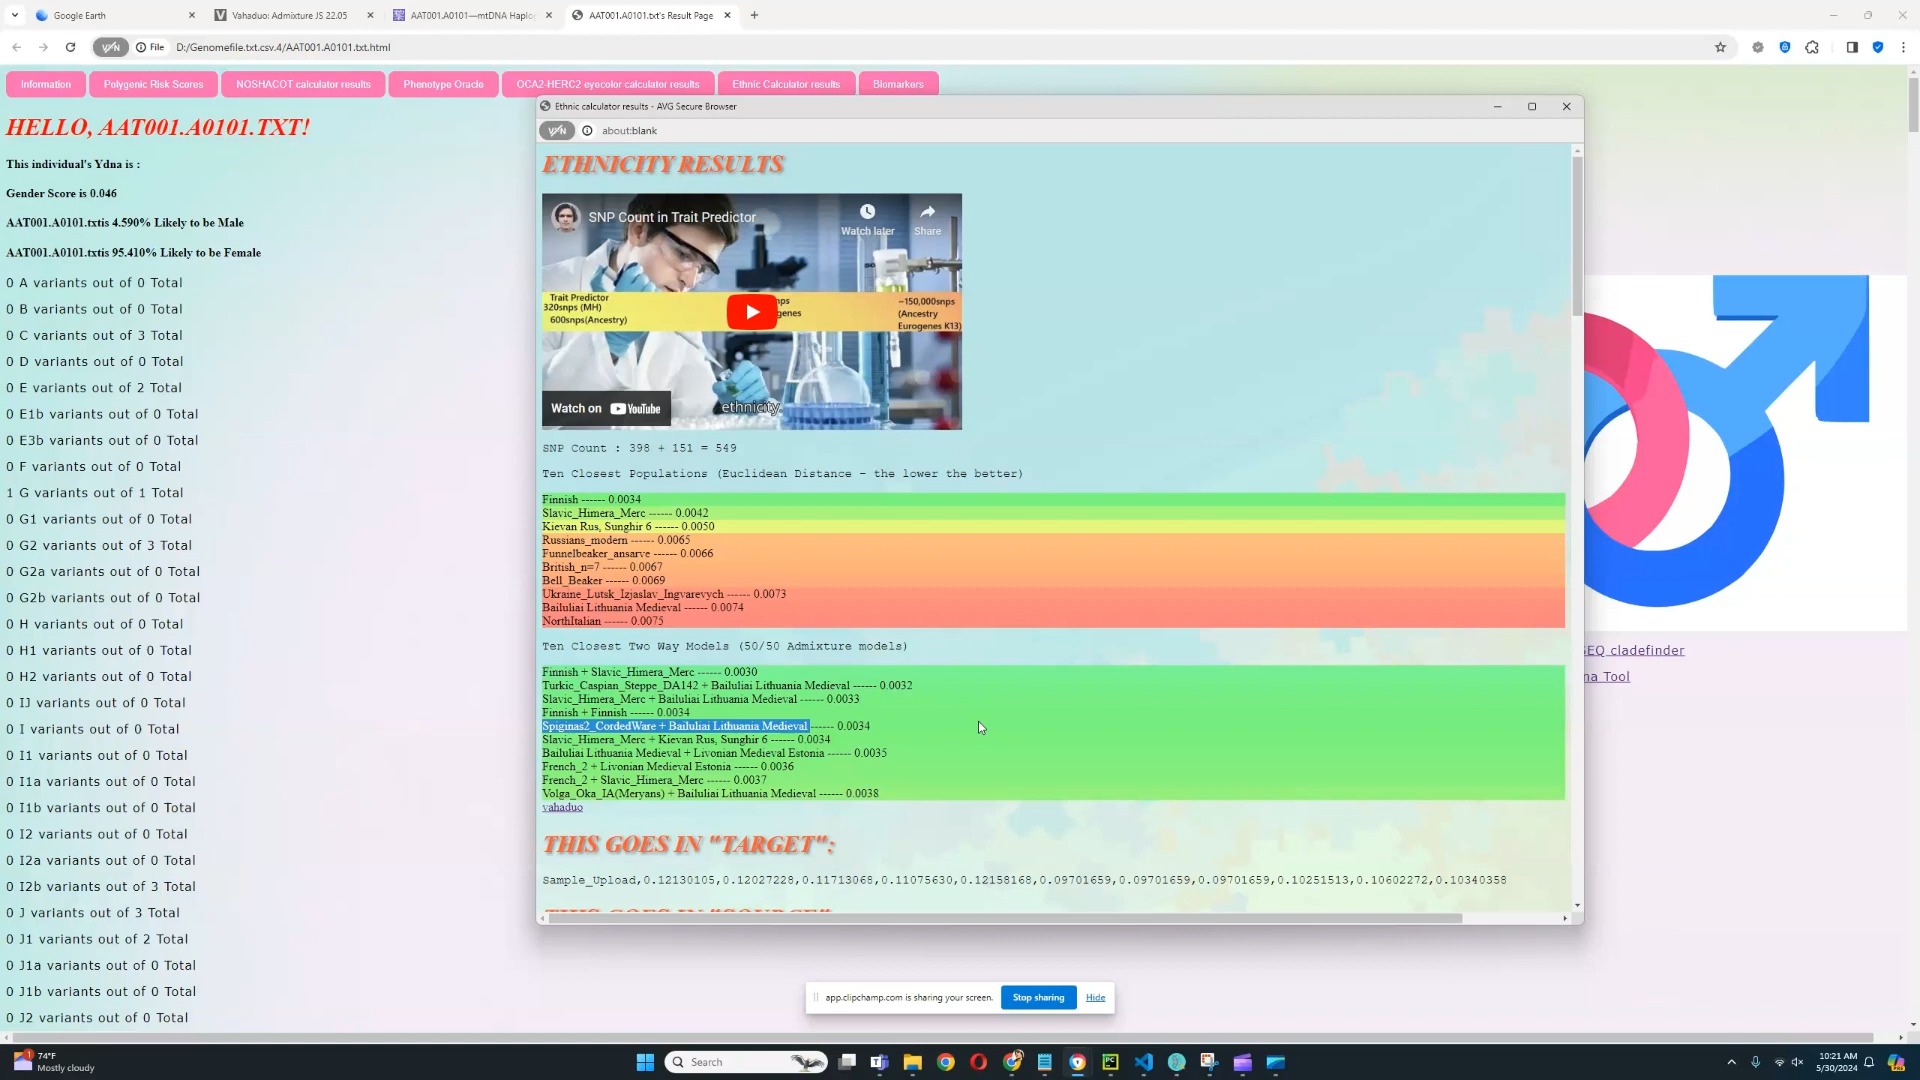 Google Earth
Vahaduo: Admixture JS 22.05
AAT001.A0101—mtDNA Haplog
AAT001.A0101.txt's Result Page
VPN
File
D:/Genomefile.txt.csv.4/AAT001.A0101.txt.html
Information
Polygenic Risk Scores
NOSHACOT calculator results
Phenotype Oracle
OCA2-HERC2 eyecolor calculator results
Ethnic Calculator results
Biomarkers
HELLO, AAT001.A0101.TXT!
This individual's Ydna is :
Gender Score is 0.046
AAT001.A0101.txtis 4.590% Likely to be Male
AAT001.A0101.txtis 95.410% Likely to be Female
0 A variants out of 0 Total
0 B variants out of 0 Total
0 C variants out of 3 Total
0 D variants out of 0 Total
0 E variants out of 2 Total
0 E1b variants out of 0 Total
0 E3b variants out of 0 Total
0 F variants out of 0 Total
1 G variants out of 1 Total
0 G1 variants out of 0 Total
0 G2 variants out of 3 Total
0 G2a variants out of 0 Total
0 G2b variants out of 0 Total
0 H variants out of 0 Total
0 H1 variants out of 0 Total
0 H2 variants out of 0 Total
0 IJ variants out of 0 Total
0 I variants out of 0 Total
0 I1 variants out of 0 Total
0 I1a variants out of 0 Total
0 I1b variants out of 0 Total
0 I2 variants out of 0 Total
0 I2a variants out of 0 Total
0 I2b variants out of 3 Total
0 J variants out of 3 Total
0 J1 variants out of 2 Total
0 J1a variants out of 0 Total
0 J1b variants out of 0 Total
0 J2 variants out of 0 Total
Ethnic calculator results - AVG Secure Browser
VPN
about:blank
ETHNICITY RESULTS
SNP Count in Trait Predictor
Watch later
Share
Trait Predictor
320snps (MH)
600snps(Ancestry)
nps
genes
~150,000snps
(Ancestry
Eurogenes K13)
Watch on YouTube
ethnicity.
SNP Count : 398 + 151 = 549
Ten Closest Populations (Euclidean Distance - the lower the better)
Finnish ------ 0.0034
Slavic_Himera_Merc ------ 0.0042
Kievan Rus, Sunghir 6 ------ 0.0050
Russians_modern ------ 0.0065
Funnelbeaker_ansarve ------ 0.0066
British_n=7 ------ 0.0067
Bell_Beaker ------ 0.0069
Ukraine_Lutsk_Izjaslav_Ingvarevych ------ 0.0073
Bailuliai Lithuania Medieval ------ 0.0074
NorthItalian ------ 0.0075
Ten Closest Two Way Models (50/50 Admixture models)
Finnish + Slavic_Himera_Merc ------ 0.0030
Turkic_Caspian_Steppe_DA142 + Bailuliai Lithuania Medieval ------ 0.0032
Slavic_Himera_Merc + Bailuliai Lithuania Medieval ------ 0.0033
Finnish + Finnish ------ 0.0034
Spiginas2_CordedWare + Bailuliai Lithuania Medieval ------ 0.0034
Slavic_Himera_Merc + Kievan Rus, Sunghir 6 ------ 0.0034
Bailuliai Lithuania Medieval + Livonian Medieval Estonia ------ 0.0035
French_2 + Livonian Medieval Estonia ------ 0.0036
French_2 + Slavic_Himera_Merc ------ 0.0037
Volga_Oka_IA(Meryans) + Bailuliai Lithuania Medieval ------ 0.0038
vahaduo
THIS GOES IN "TARGET":
Sample_Upload,0.12130105,0.12027228,0.11713068,0.11075630,0.12158168,0.09701659,0.09701659,0.09701659,0.10251513,0.10602272,0.10340358
THIS GOES IN "SOURCE"
SEQ cladefinder
na Tool
app.clipchamp.com is sharing your screen.
Stop sharing
Hide
1
74°F
Mostly cloudy
Search
10:21 AM
5/30/2024